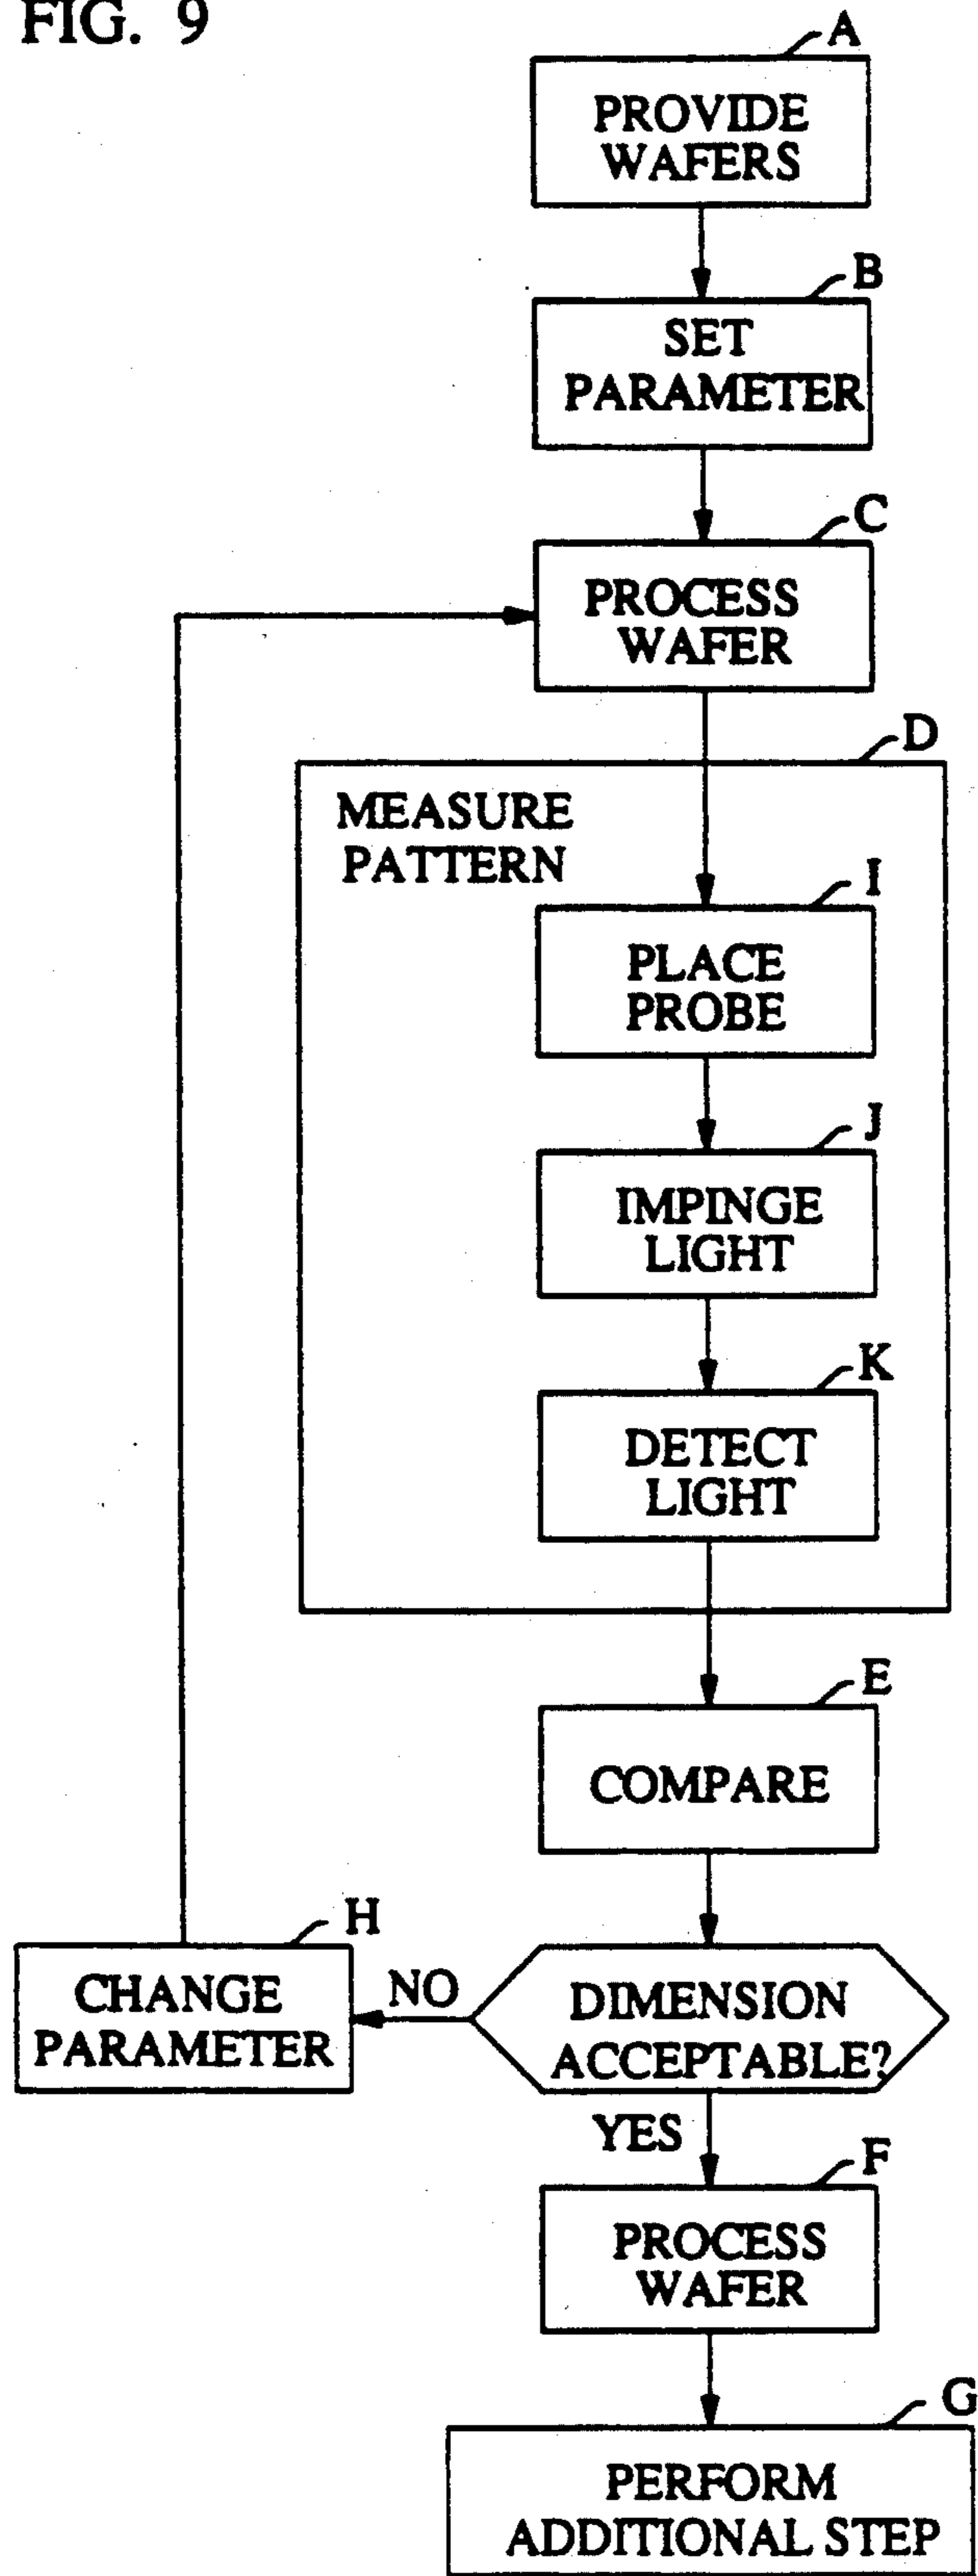 FIG. 9
A
PROVIDE
WAFERS
B
SET
PARAMETER
C
PROCESS
WAFER
D
MEASURE
PATTERN
I
PLACE
PROBE
J
IMPINGE
LIGHT
K
DETECT
LIGHT
E
COMPARE
H
CHANGE
PARAMETER
NO
DIMENSION
ACCEPTABLE?
YES
F
PROCESS
WAFER
G
PERFORM
ADDITIONAL STEP